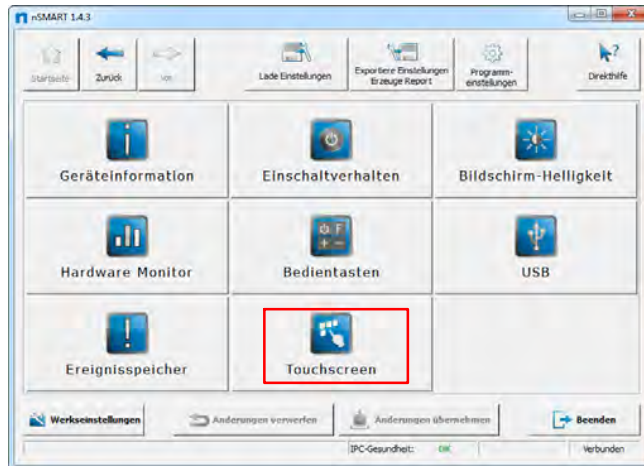 nSMART 1.4.3
Startseite
Zurück
Vor
Lade Einstellungen
Exportiere Einstellungen
Erzeuge Report
Programm-
einstellungen
Direkthilfe
Geräteinformation
Einschaltverhalten
Bildschirm-Helligkeit
Hardware Monitor
Bedientasten
USB
Ereignisspeicher
Touchscreen
Werkseinstellungen
Änderungen verwerfen
Änderungen übernehmen
Beenden
IPC-Gesundheit: OK
Verbunden